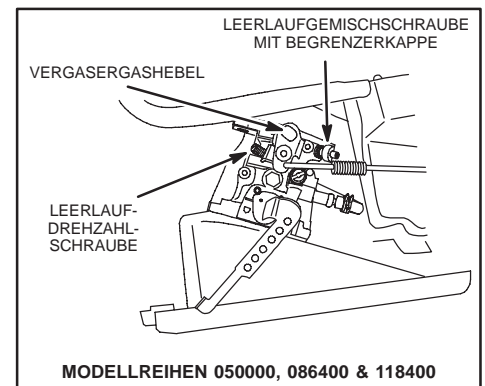 LEERLAUFGEMISCHSCHRAUBE
MIT BEGRENZERKAPPE
VERGASERGASHEBEL
LEERLAUF-
DREHZAHL-
SCHRAUBE
MODELLREIHEN 050000, 086400 & 118400